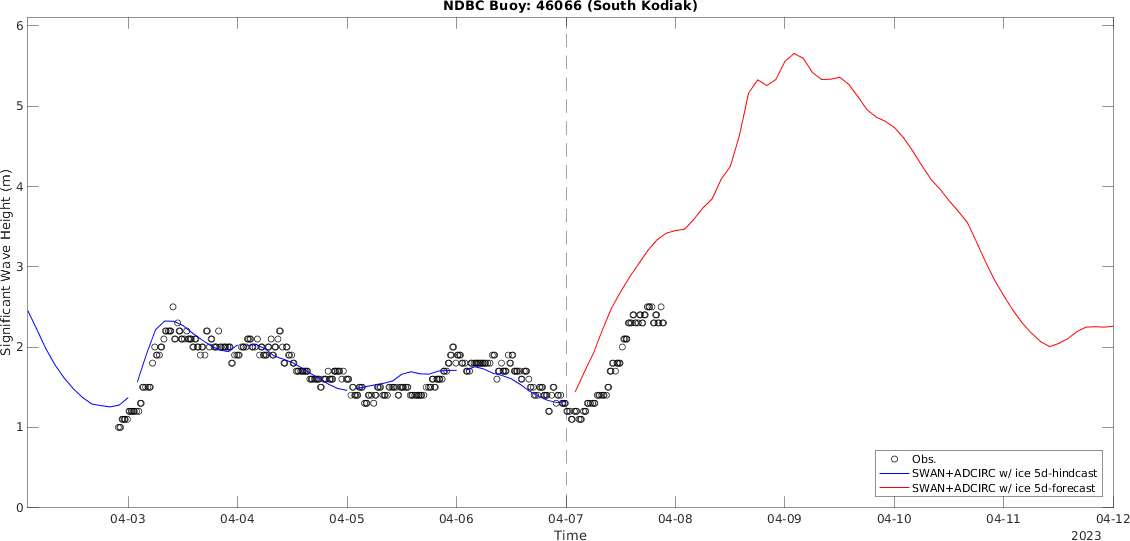 NDBC Buoy: 46066 (South Kodiak)
Significant Wave Height (m)
6
5
4
3
2
1
0
Obs.
SWAN+ADCIRC w/ ice 5d-hindcast
SWAN+ADCIRC w/ ice 5d-forecast
04-03 04-04 04-05 04-06 04-07 04-08 04-09 04-10 04-11 04-12
Time
2023